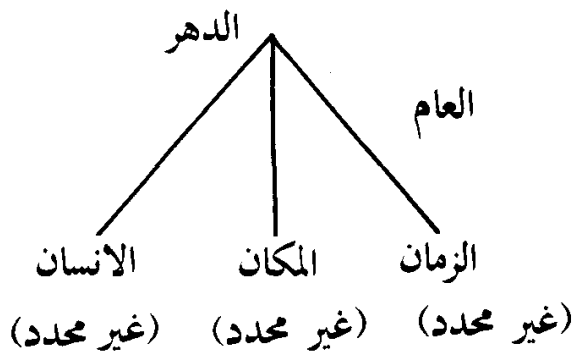 الدهر
العام
الزمان المكان الانسان
(غير محدد) (غير محدد) (غير محدد)